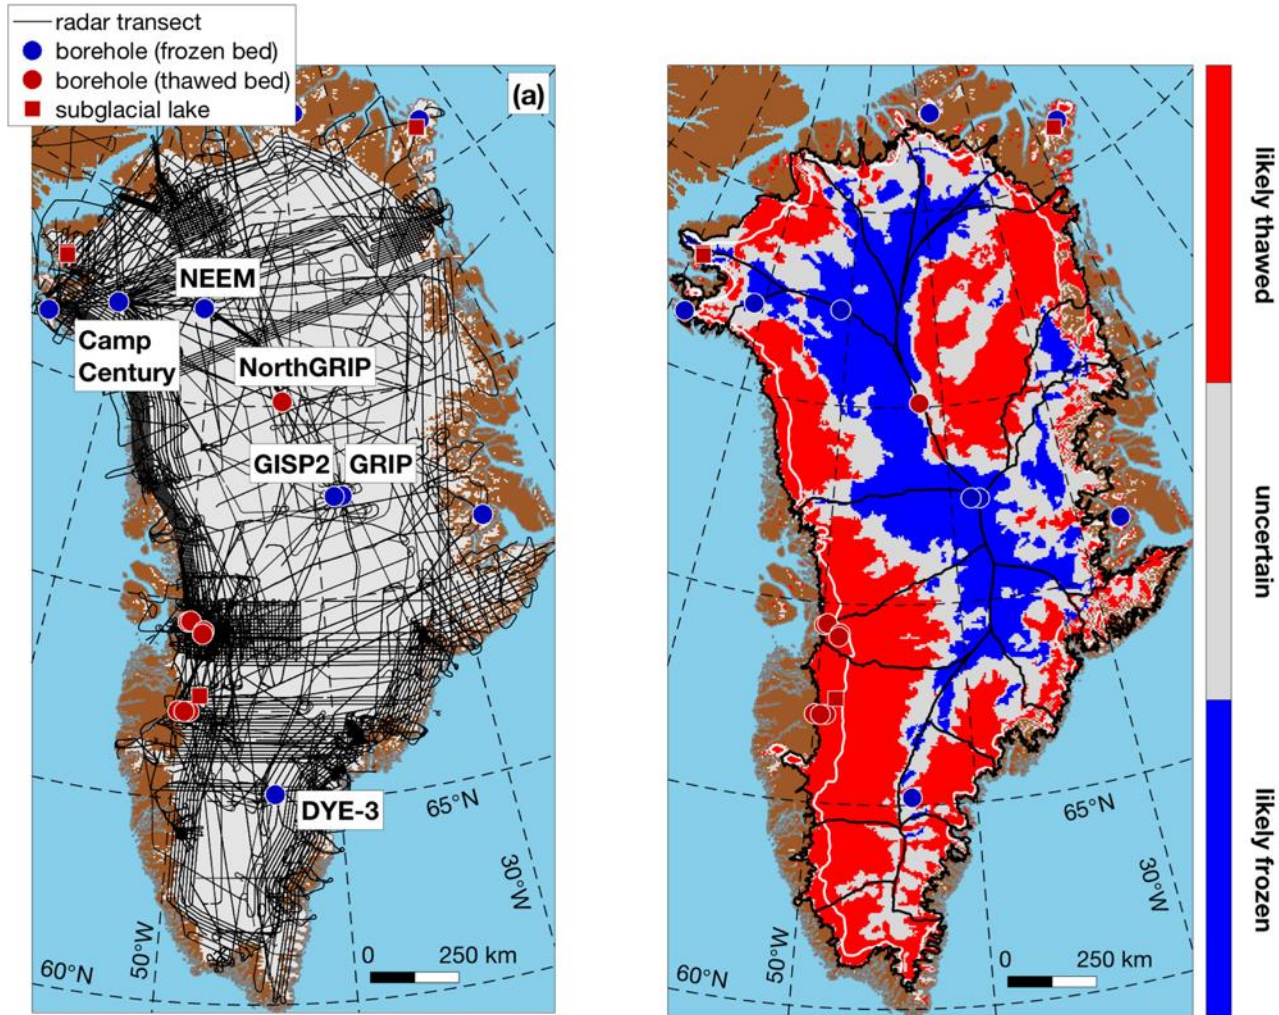 radar transect
borehole (frozen bed)
borehole (thawed bed)
subglacial lake
(a)
NEEM
Camp
Century
NorthGRIP
GISP2
GRIP
DYE-3
65°N
30°W
50°W
60°N
0
250 km
65°N
30°W
50°W
60°N
0
250 km
likely thawed
uncertain
likely frozen